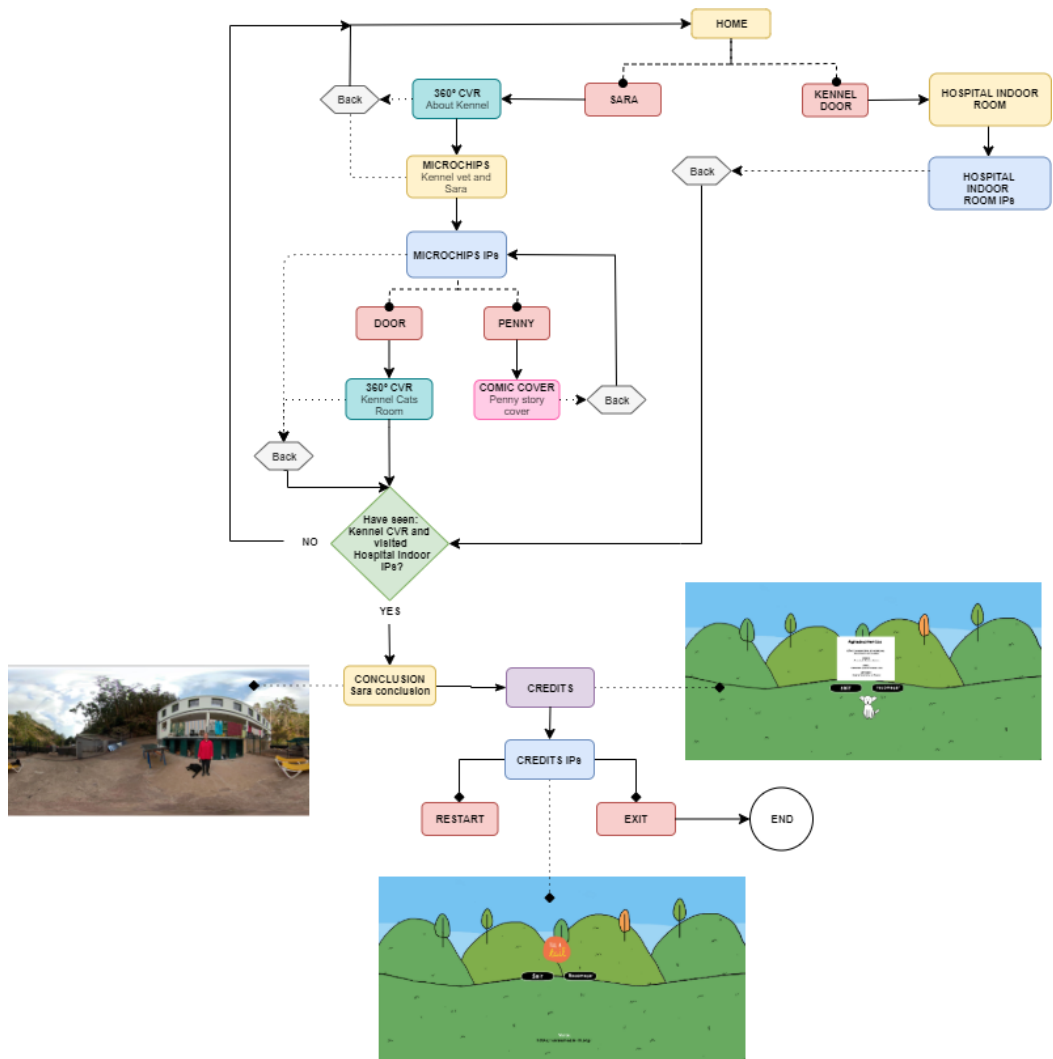 HOME
360º CVR
About Kennel
Back
SARA
KENNEL
DOOR
HOSPITAL INDOOR
ROOM
MICROCHIPS
Kennel vet and
Sara
Back
HOSPITAL
INDOOR
ROOM IPs
MICROCHIPS IPs
DOOR
PENNY
360º CVR
Kennel Cats
Room
COMIC COVER
Penny story
cover
Back
Back
Have seen:
Kennel CVR and
visited
Hospital Indoor
IPs?
NO
YES
CONCLUSION
Sara conclusion
CREDITS
CREDITS IPs
RESTART
EXIT
END